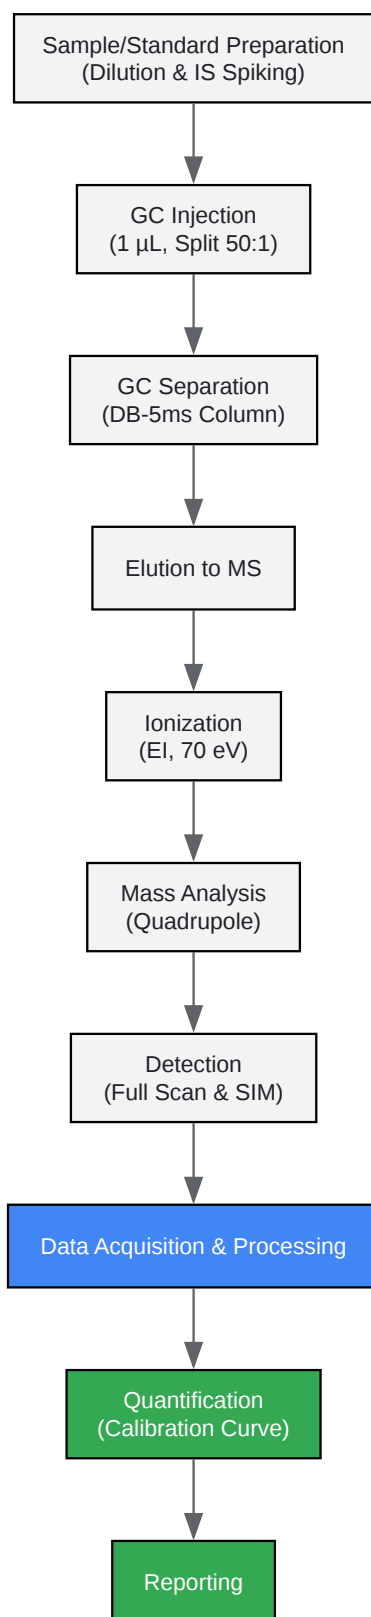 Sample/Standard Preparation
(Dilution & IS Spiking)
GC Injection
(1 µL, Split 50:1)
GC Separation
(DB-5ms Column)
Elution to MS
Ionization
(EI, 70 eV)
Mass Analysis
(Quadrupole)
Detection
(Full Scan & SIM)
Data Acquisition & Processing
Quantification
(Calibration Curve)
Reporting